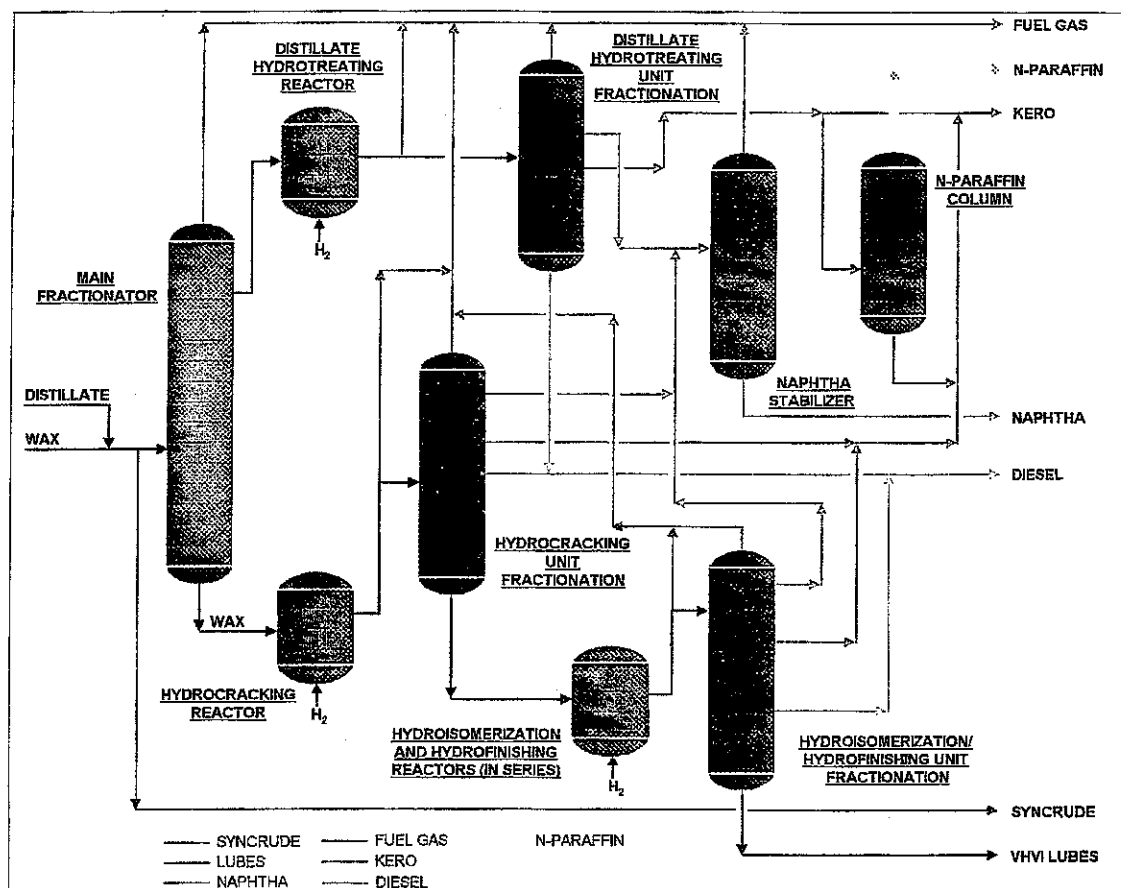 FUEL GAS
DISTILLATE
HYDROTREATING
REACTOR
DISTILLATE
HYDROTREATING
UNIT
FRACTIONATION
N-PARAFFIN
KERO
N-PARAFFIN
COLUMN
H2
MAIN
FRACTIONATOR
DISTILLATE
WAX
NAPHTHA
STABILIZER
NAPHTHA
DIESEL
HYDROCRACKING
UNIT
FRACTIONATION
WAX
HYDROCRACKING
REACTOR
H2
HYDROISOMERIZATION
AND HYDROFINISHING
REACTORS (IN SERIES)
H2
HYDROISOMERIZATION/
HYDROFINISHING UNIT
FRACTIONATION
SYNCRUDE
VHVI LUBES
SYNCRUDE
FUEL GAS
N-PARAFFIN
LUBES
KERO
NAPHTHA
DIESEL